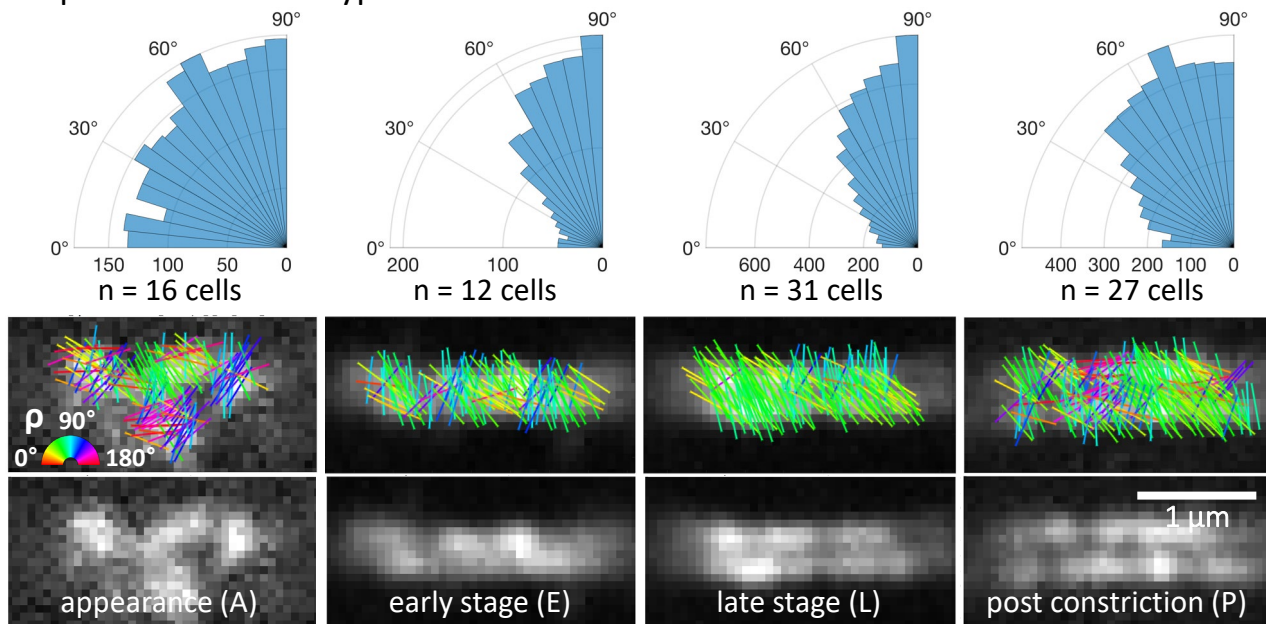 90° 90° 90° 90°
60° 60° 60° 60°
30° 30° 30° 30°
0° 0° 0° 0°
150 100 50 0 200 100 0 600 400 200 0 400 300 200 100 0
n = 16 cells n = 12 cells n = 31 cells n = 27 cells
ρ 90°
0° 180°
1 μm
appearance (A) early stage (E) late stage (L) post constriction (P)